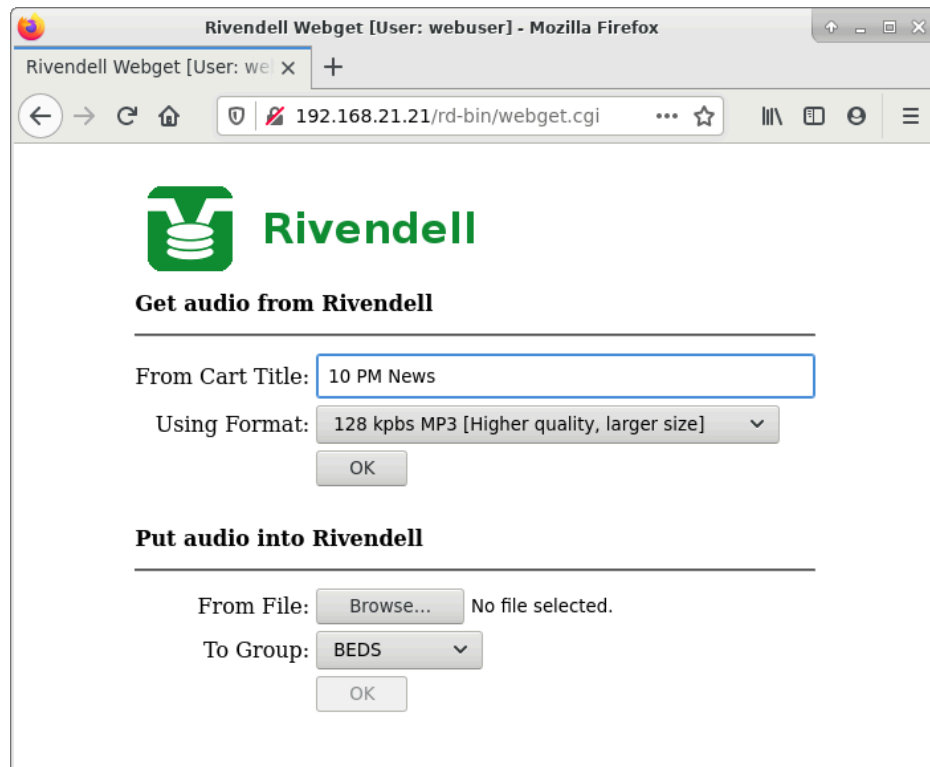 Rivendell Webget [User: webuser] - Mozilla Firefox
Rivendell Webget [User: we
192.168.21.21/rd-bin/webget.cgi
Rivendell
Get audio from Rivendell
From Cart Title: 10 PM News
Using Format: 128 kpbs MP3 [Higher quality, larger size]
OK
Put audio into Rivendell
From File: Browse... No file selected.
To Group: BEDS
OK